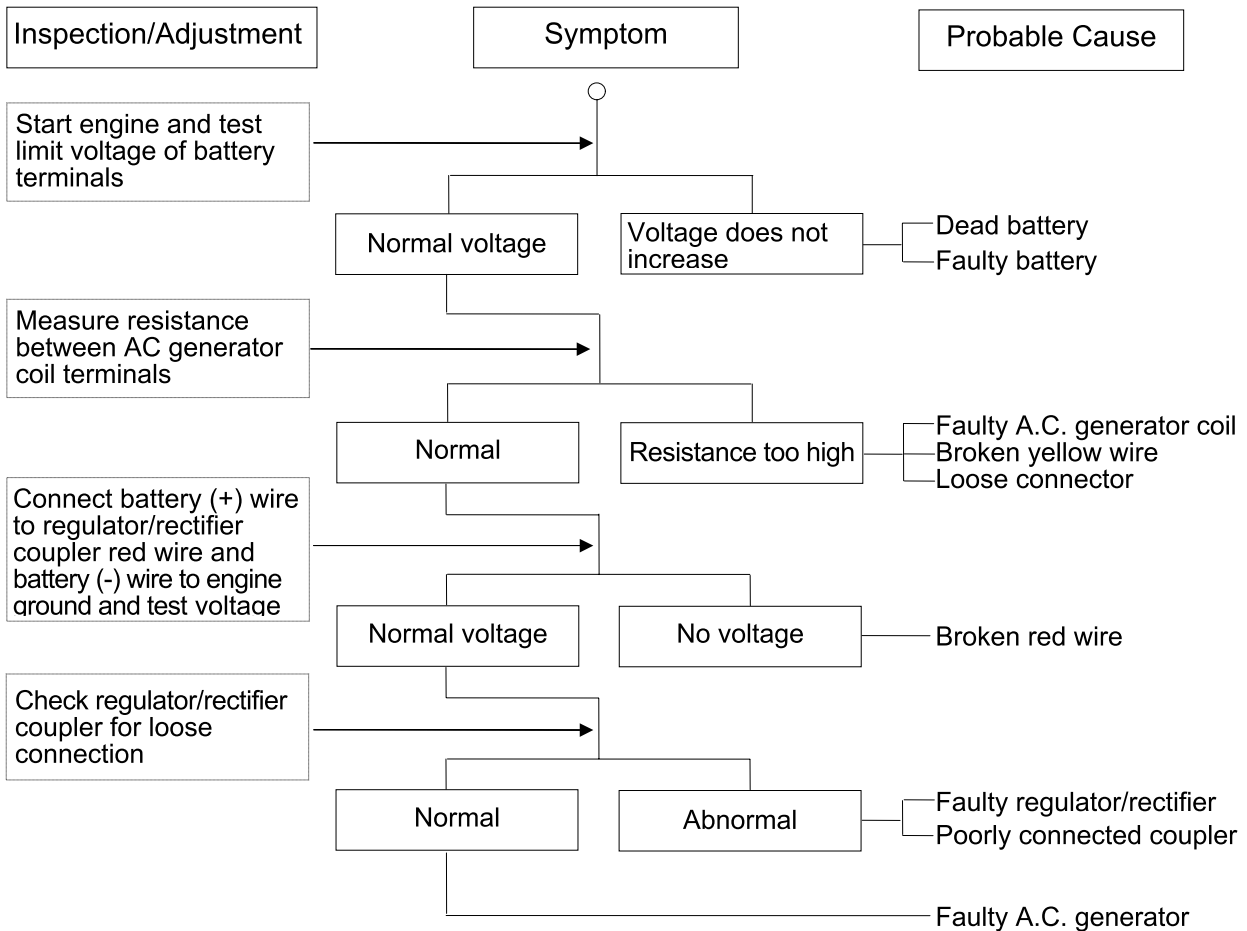 Inspection/Adjustment
Symptom
Probable Cause
Start engine and test
limit voltage of battery
terminals
Normal voltage
Voltage does not
increase
Dead battery
Faulty battery
Measure resistance
between AC generator
coil terminals
Normal
Resistance too high
Faulty A.C. generator coil
Broken yellow wire
Loose connector
Connect battery (+) wire
to regulator/rectifier
coupler red wire and
battery (-) wire to engine
ground and test voltage
Normal voltage
No voltage
Broken red wire
Check regulator/rectifier
coupler for loose
connection
Normal
Abnormal
Faulty regulator/rectifier
Poorly connected coupler
Faulty A.C. generator